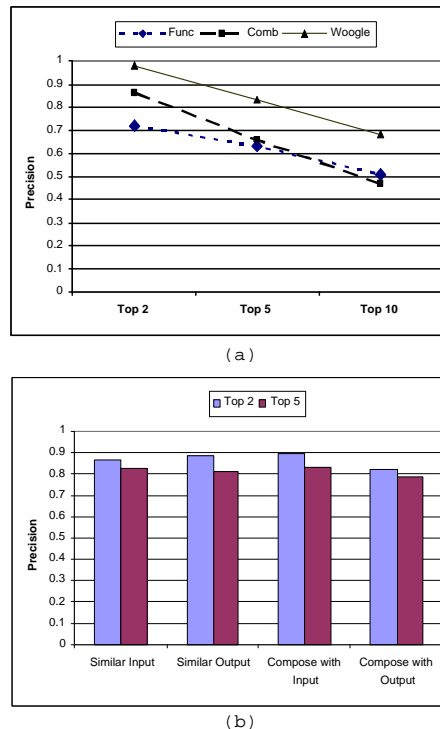 Func Comb Woogle
1
0.9
0.8
0.7
0.6
0.5
0.4
0.3
0.2
0.1
0
Precision
Top 2 Top 5 Top 10
(a)
Top 2 Top 5
1
0.9
0.8
0.7
0.6
0.5
0.4
0.3
0.2
0.1
0
Precision
Similar Input Similar Output Compose with Compose with
Input Output
(b)